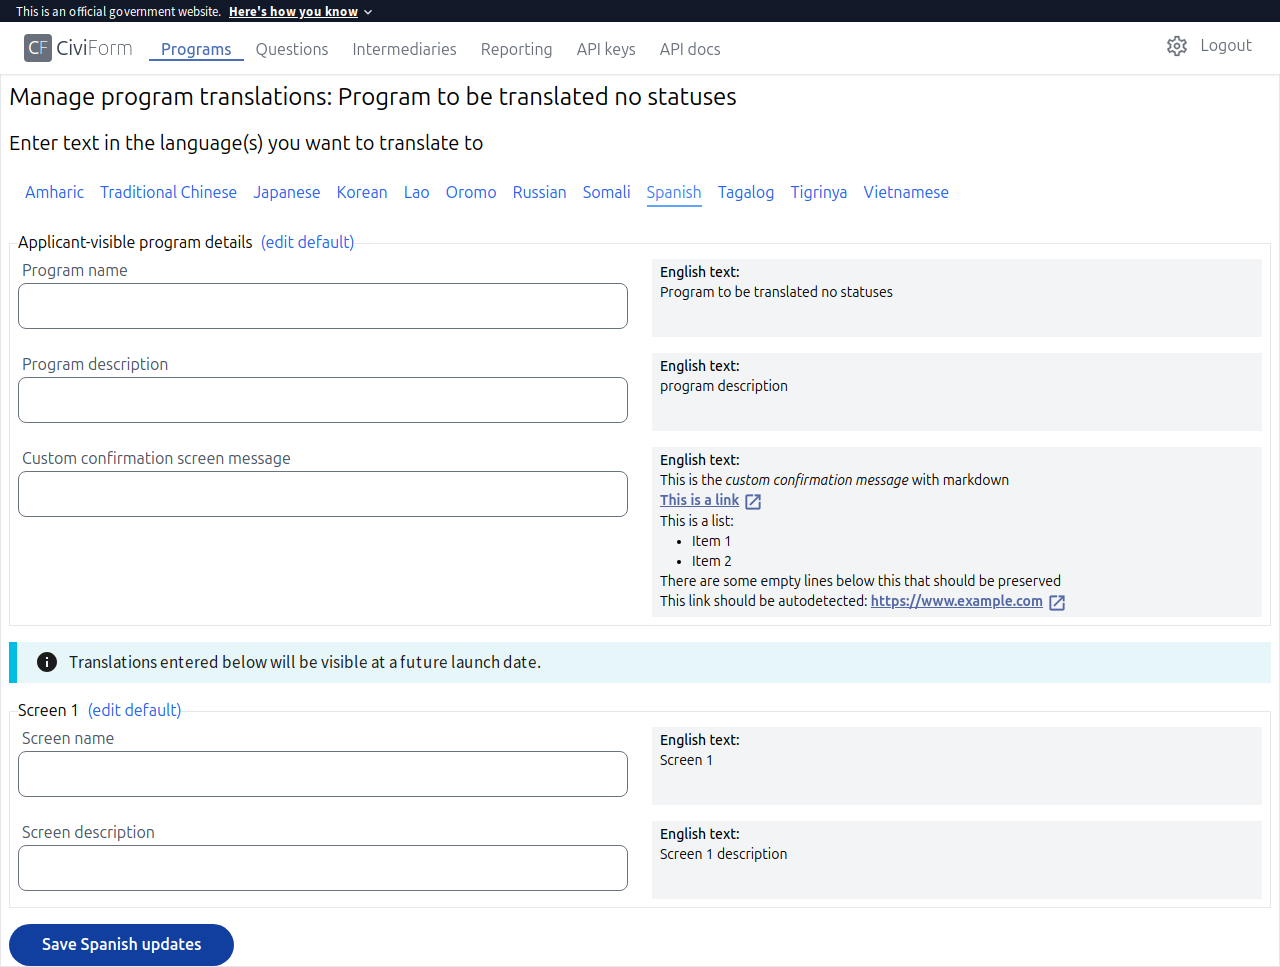 This is an official government website. Here's how you know
CF CiviForm Programs Questions Intermediaries Reporting API keys API docs Logout
Manage program translations: Program to be translated no statuses
Enter text in the language(s) you want to translate to
Amharic Traditional Chinese Japanese Korean Lao Oromo Russian Somali Spanish Tagalog Tigrinya Vietnamese
Applicant-visible program details (edit default)
Program name
English text:
Program to be translated no statuses
Program description
English text:
program description
Custom confirmation screen message
English text:
This is the custom confirmation message with markdown
This is a link
This is a list:
• Item 1
• Item 2
There are some empty lines below this that should be preserved
This link should be autodetected: https://www.example.com
Translations entered below will be visible at a future launch date.
Screen 1 (edit default)
Screen name
English text:
Screen 1
Screen description
English text:
Screen 1 description
Save Spanish updates